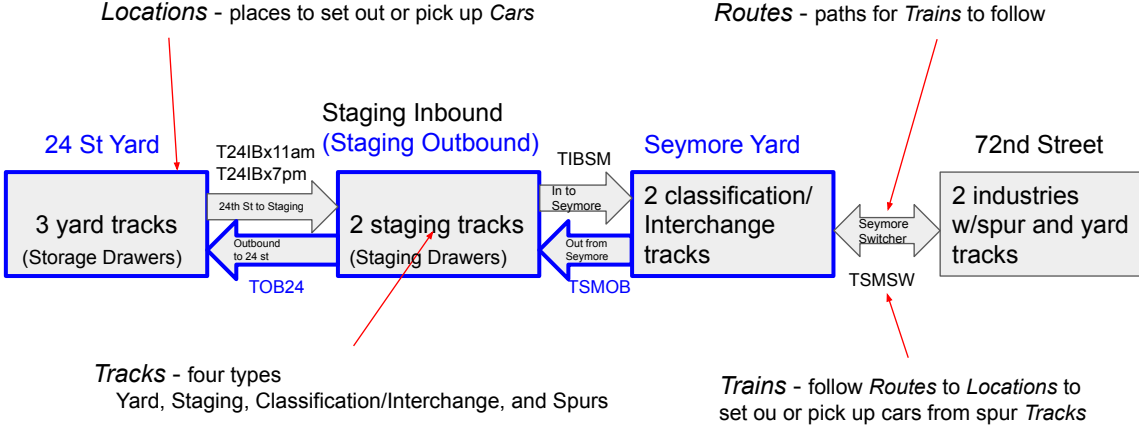 Locations - places to set out or pick up Cars
Routes - paths for Trains to follow
Staging Inbound
24 St Yard
(Staging Outbound)
Seymore Yard
72nd Street
T24IBx11am
T24IBx7pm
TIBSM
3 yard tracks
(Storage Drawers)
24th St to Staging
Outbound
to 24 st
TOB24
2 staging tracks
(Staging Drawers)
In to
Seymore
Out from
Seymore
TSMOB
2 classification/
Interchange
tracks
Seymore
Switcher
TSMSW
2 industries
w/spur and yard
tracks
Tracks - four types
Yard, Staging, Classification/Interchange, and Spurs
Trains - follow Routes to Locations to
set ou or pick up cars from spur Tracks